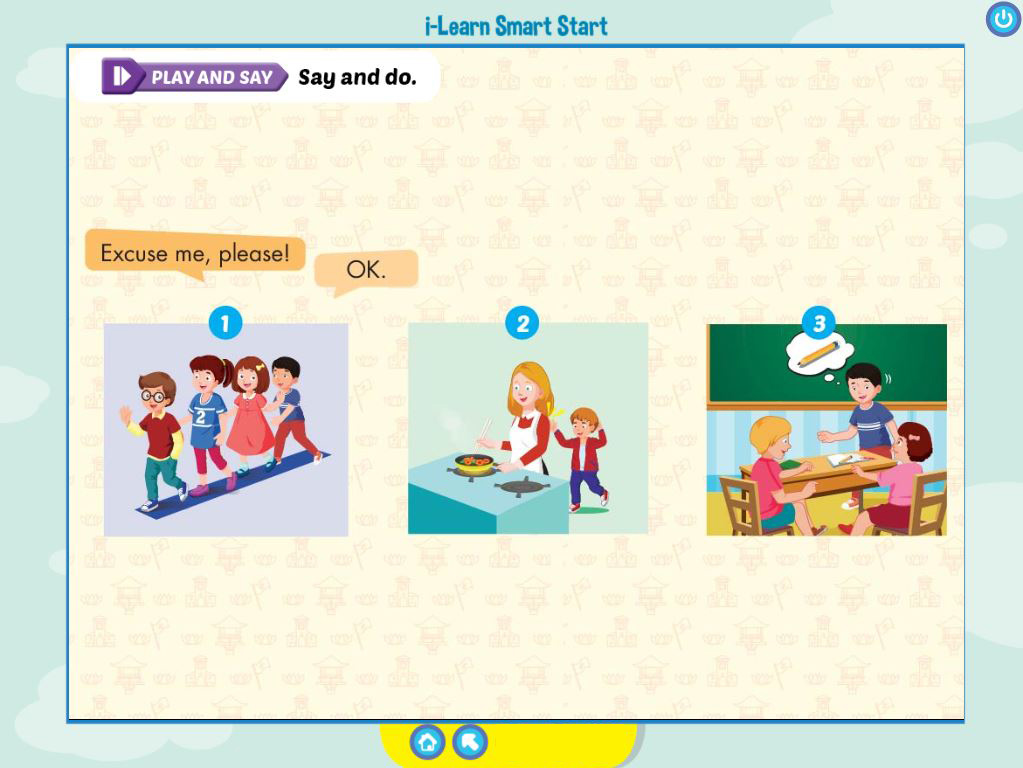 i-Learn Smart Start
PLAY AND SAY Say and do.
Excuse me, please!
OK.
1
2
3
2